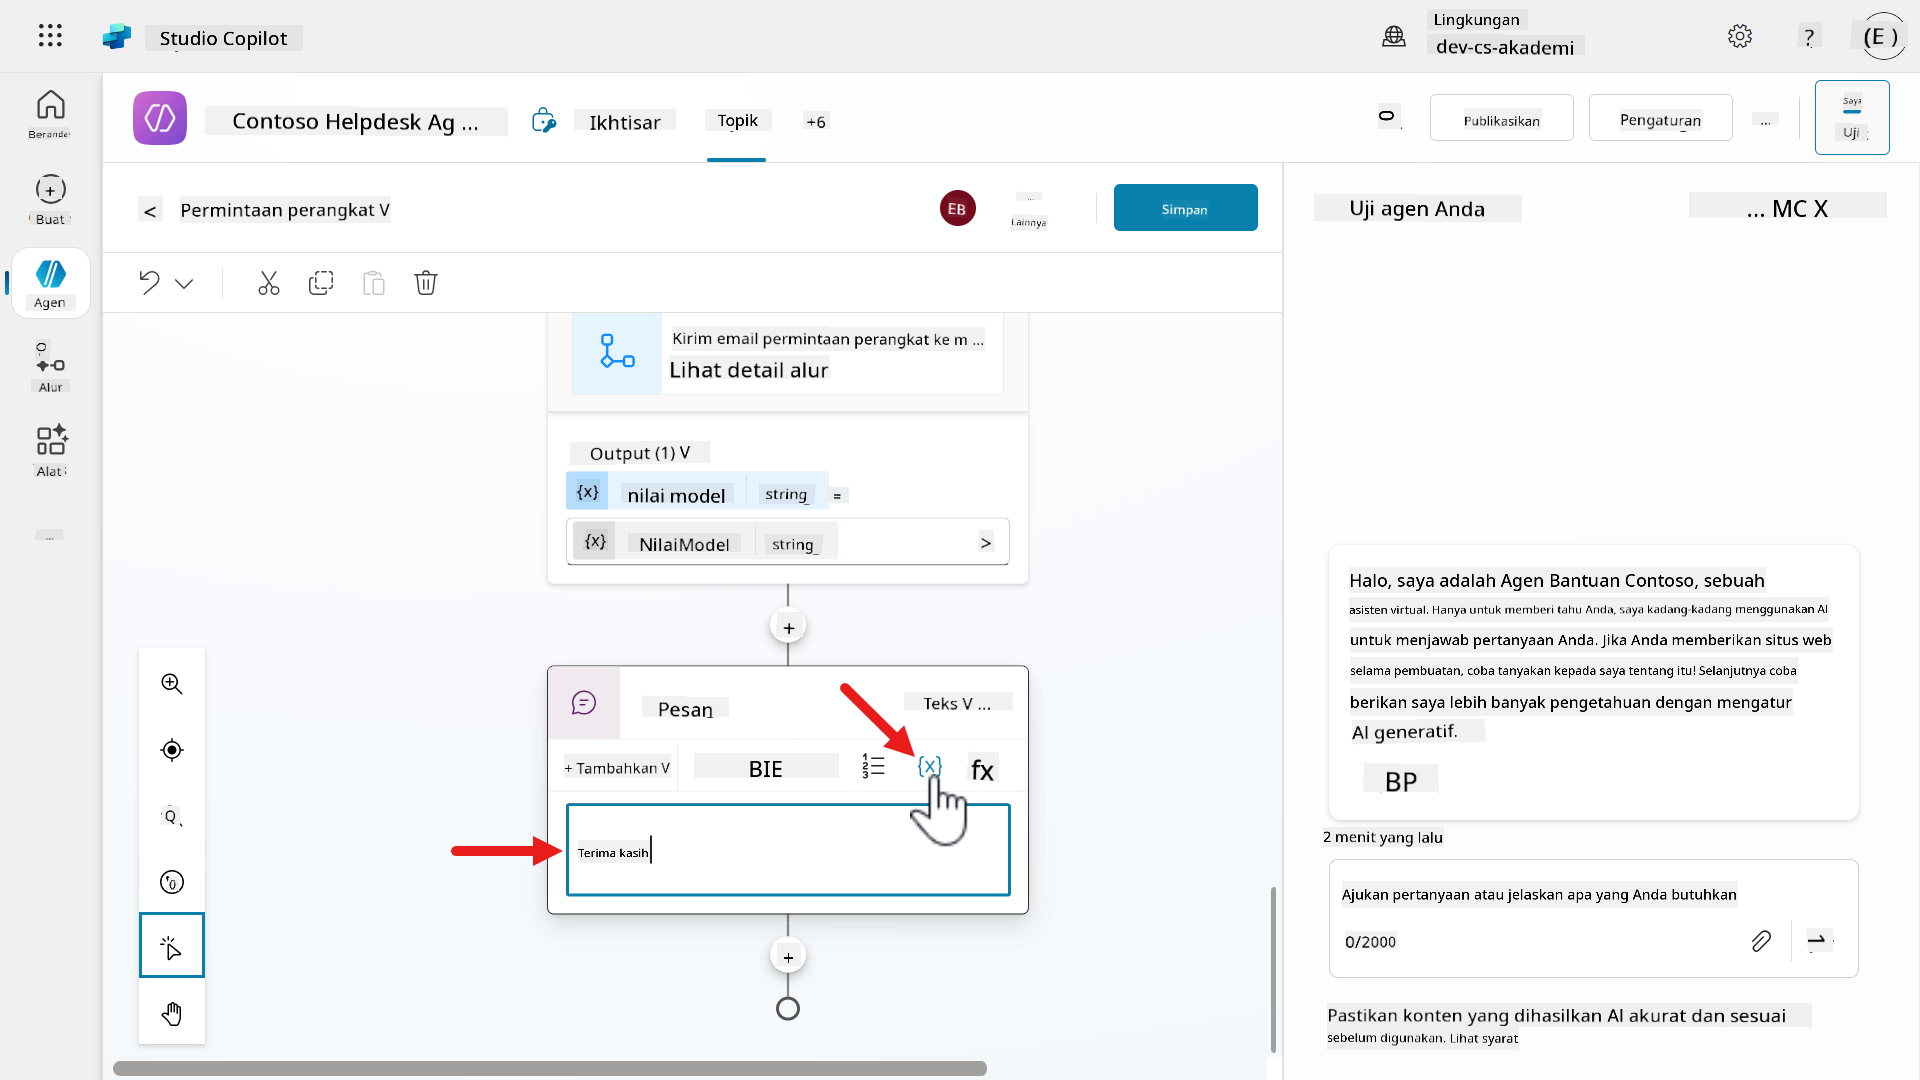 Studio Copilot
Lingkungan
dev-cs-akademi
?
(E )
Beranda
Buat
Agen
Alur
Alat
Contoso Helpdesk Ag ...
Ikhtisar
Topik
+6
Publikasikan
Pengaturan
...
Saya
Uji
<
Permintaan perangkat V
EB
Lainnya
Simpan
Kirim email permintaan perangkat ke m ...
Lihat detail alur
Output (1) V
{x} nilai model string =
{x} NilaiModel string >
+
Pesan
Teks V ...
+ Tambahkan V
BIE
{x}
fx
Terima kasih
+
Uji agen Anda
... MC X
Halo, saya adalah Agen Bantuan Contoso, sebuah
asisten virtual. Hanya untuk memberi tahu Anda, saya kadang-kadang menggunakan AI
untuk menjawab pertanyaan Anda. Jika Anda memberikan situs web
selama pembuatan, coba tanyakan kepada saya tentang itu! Selanjutnya coba
berikan saya lebih banyak pengetahuan dengan mengatur
AI generatif.
BP
2 menit yang lalu
Ajukan pertanyaan atau jelaskan apa yang Anda butuhkan
0/2000
Pastikan konten yang dihasilkan AI akurat dan sesuai
sebelum digunakan. Lihat syarat